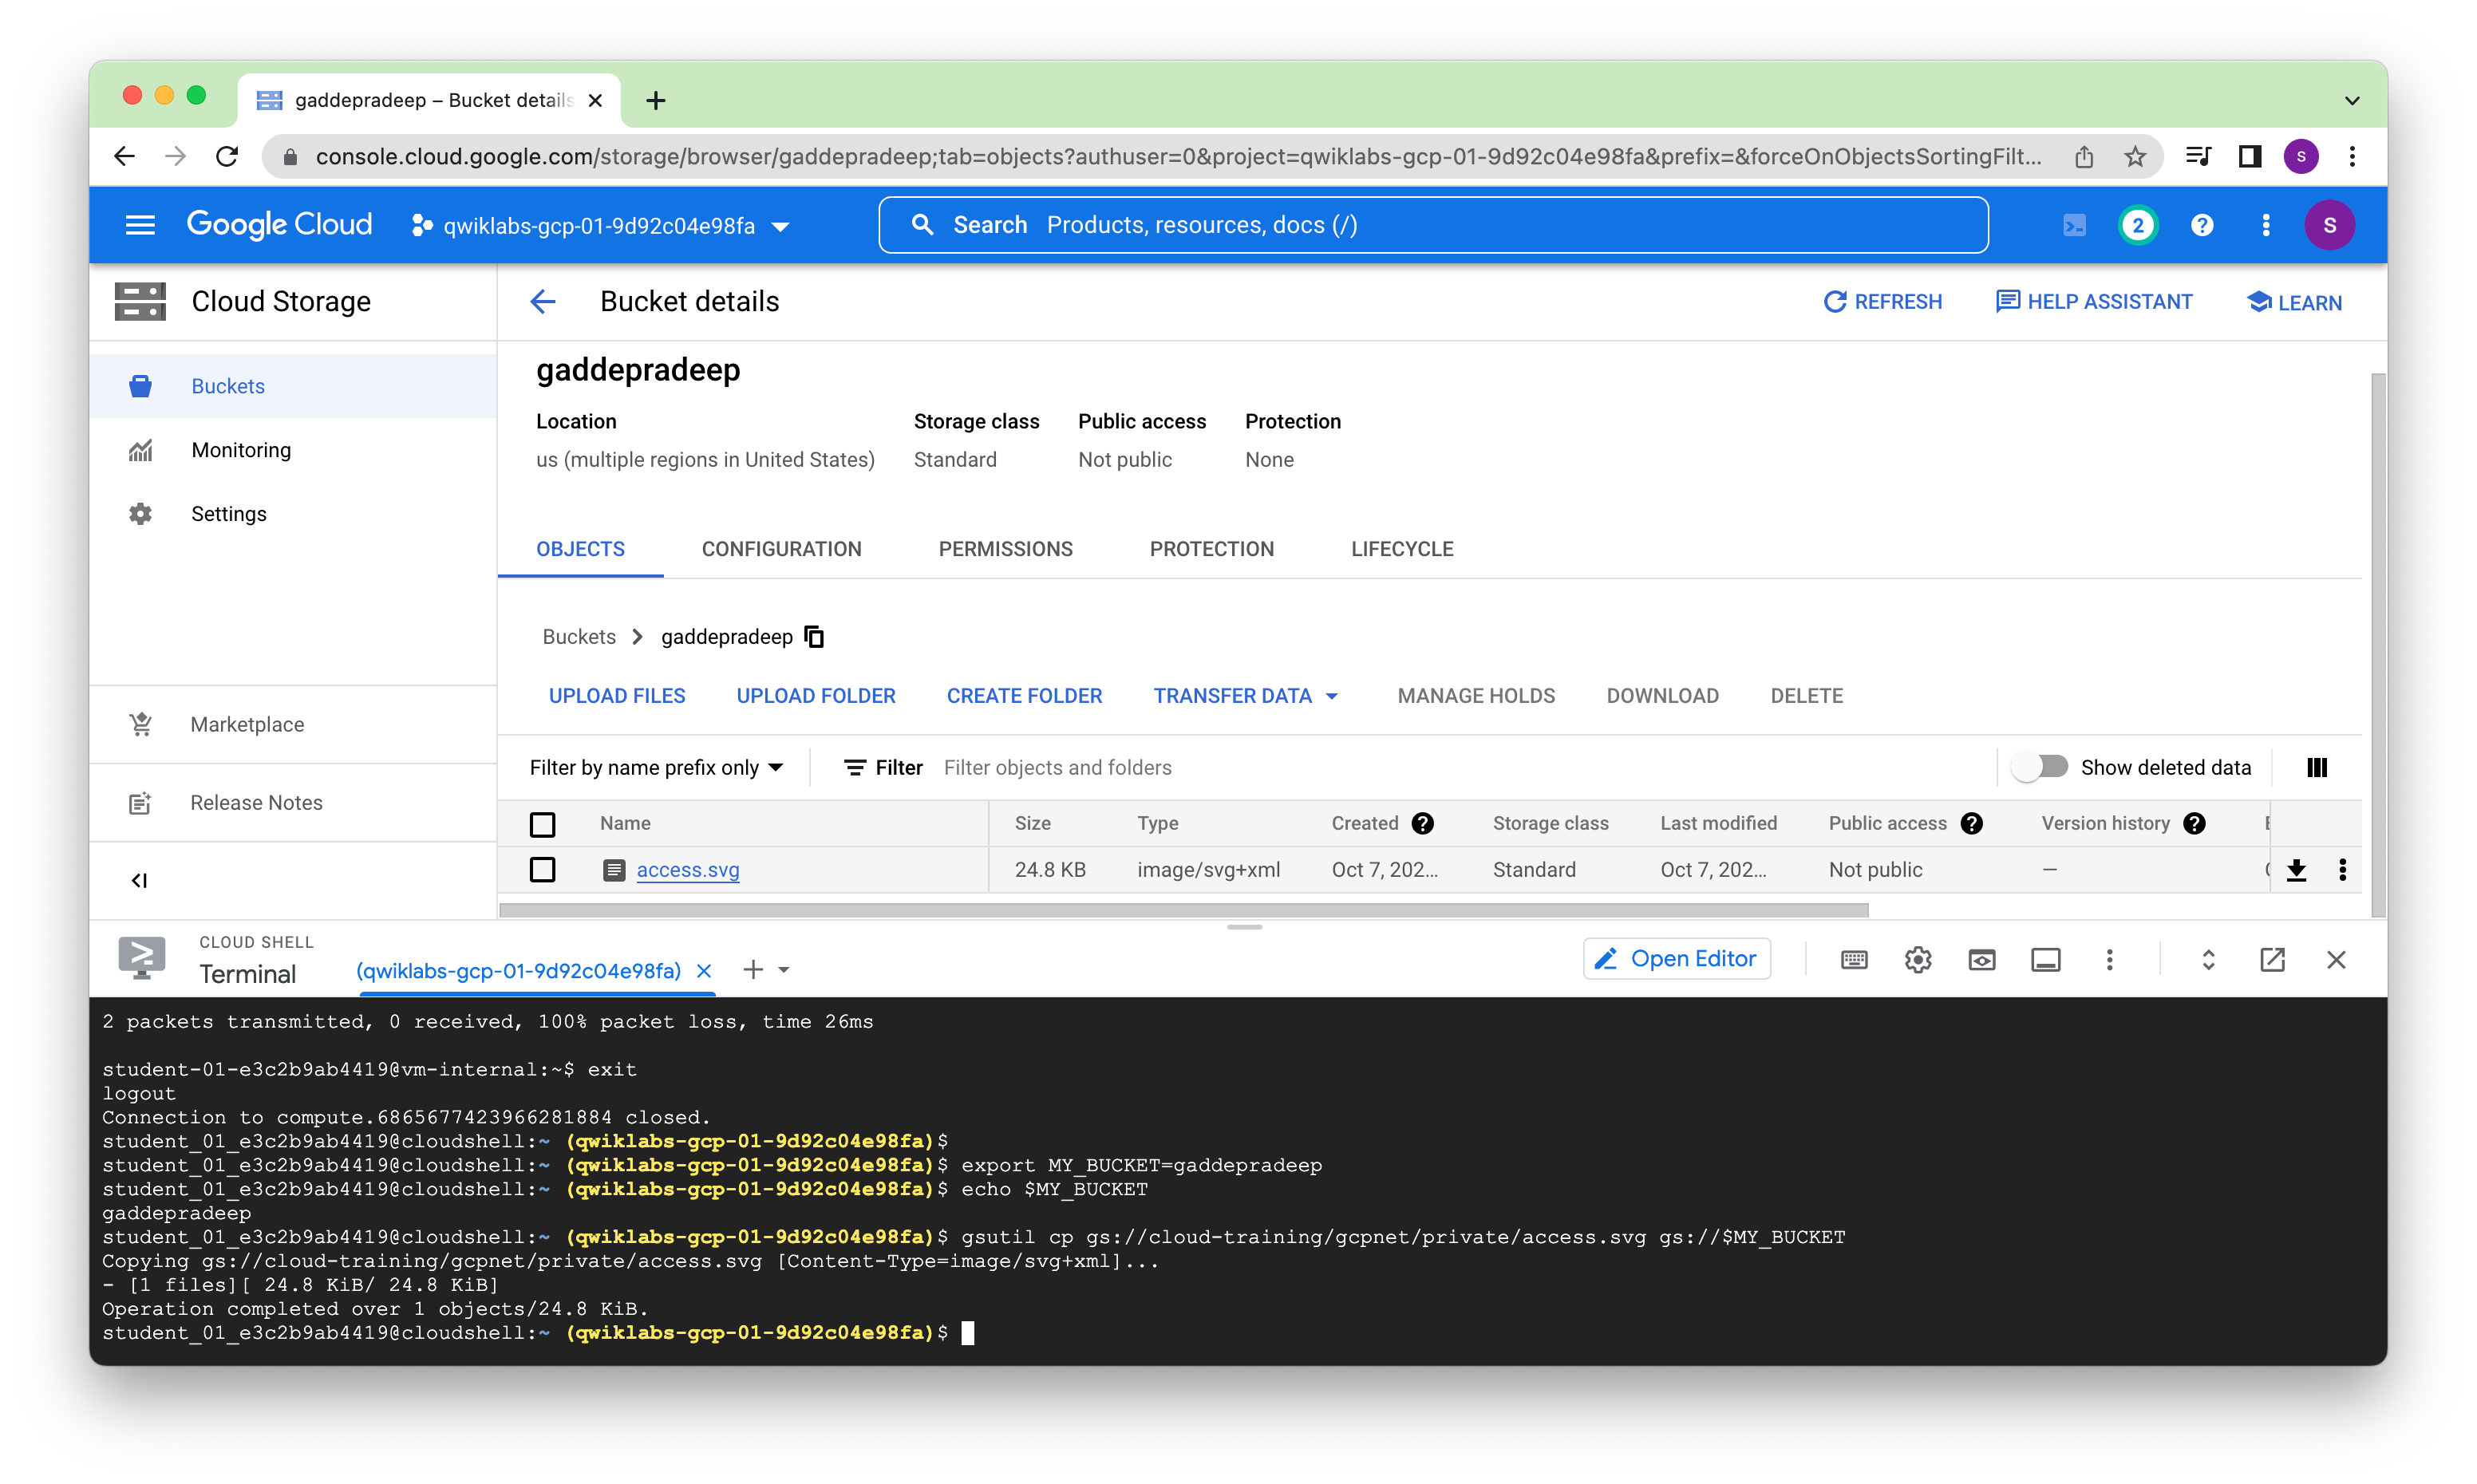 gaddepradeep – Bucket details
console.cloud.google.com/storage/browser/gaddepradeep;tab=objects?authuser=0&project=qwiklabs-gcp-01-9d92c04e98fa&prefix=&forceOnObjectsSortingFilt...
S
Google Cloud
qwiklabs-gcp-01-9d92c04e98fa
Search Products, resources, docs (/)
2
S
Cloud Storage
Bucket details
REFRESH
HELP ASSISTANT
LEARN
Buckets
Monitoring
Settings
Marketplace
Release Notes
gaddepradeep
Location Storage class Public access Protection
us (multiple regions in United States) Standard Not public None
OBJECTS CONFIGURATION PERMISSIONS PROTECTION LIFECYCLE
Buckets > gaddepradeep
UPLOAD FILES UPLOAD FOLDER CREATE FOLDER TRANSFER DATA MANAGE HOLDS DOWNLOAD DELETE
Filter by name prefix only Filter Filter objects and folders Show deleted data
Name Size Type Created Storage class Last modified Public access Version history
access.svg 24.8 KB image/svg+xml Oct 7, 202... Standard Oct 7, 202... Not public —
CLOUD SHELL
Terminal
(qwiklabs-gcp-01-9d92c04e98fa)
Open Editor
2 packets transmitted, 0 received, 100% packet loss, time 26ms
student-01-e3c2b9ab4419@vm-internal:~$ exit
logout
Connection to compute.6865677423966281884 closed.
student_01_e3c2b9ab4419@cloudshell:~ (qwiklabs-gcp-01-9d92c04e98fa)$
student_01_e3c2b9ab4419@cloudshell:~ (qwiklabs-gcp-01-9d92c04e98fa)$ export MY_BUCKET=gaddepradeep
student_01_e3c2b9ab4419@cloudshell:~ (qwiklabs-gcp-01-9d92c04e98fa)$ echo $MY_BUCKET
gaddepradeep
student_01_e3c2b9ab4419@cloudshell:~ (qwiklabs-gcp-01-9d92c04e98fa)$ gsutil cp gs://cloud-training/gcpnet/private/access.svg gs://$MY_BUCKET
Copying gs://cloud-training/gcpnet/private/access.svg [Content-Type=image/svg+xml]...
- [1 files][ 24.8 KiB/ 24.8 KiB]
Operation completed over 1 objects/24.8 KiB.
student_01_e3c2b9ab4419@cloudshell:~ (qwiklabs-gcp-01-9d92c04e98fa)$